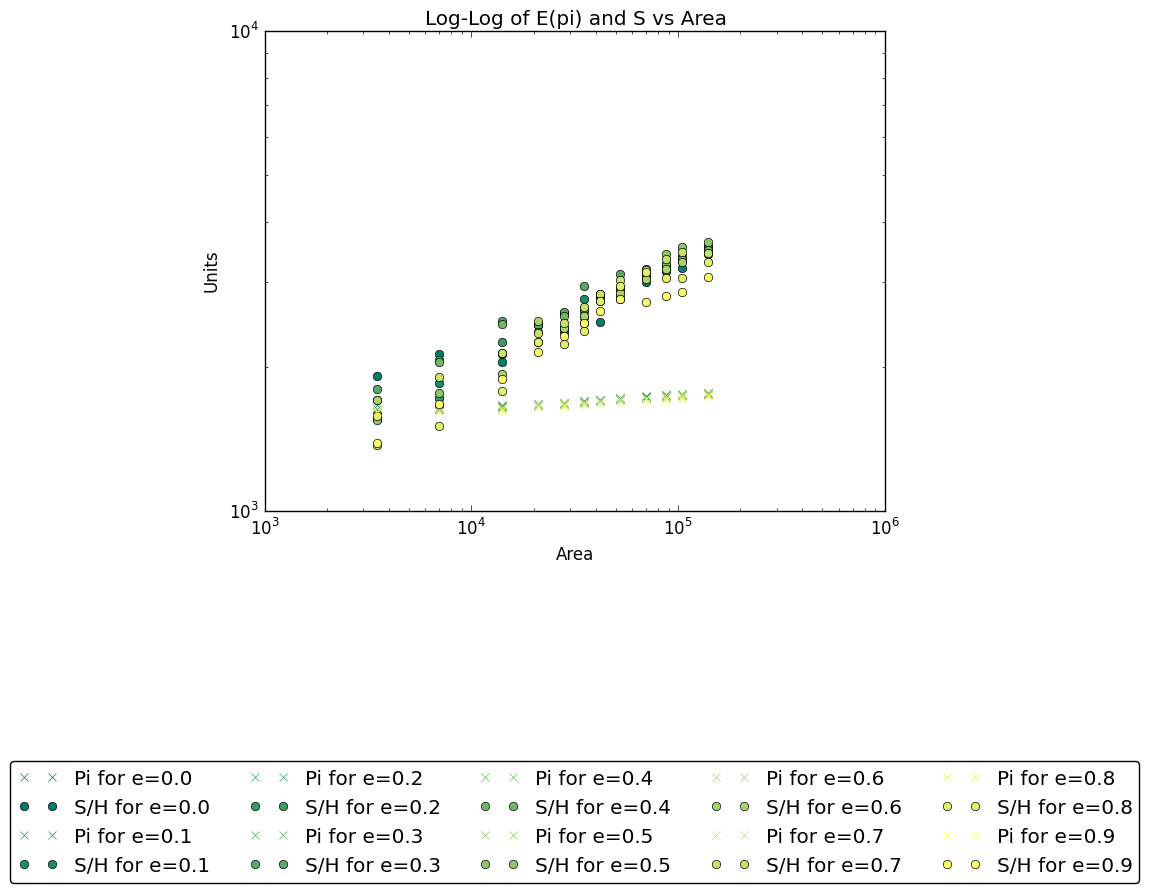 Log-Log of E(pi) and S vs Area
10^4
Units
10^3
10^3 10^4 10^5 10^6
Area
Pi for e=0.0 Pi for e=0.2 Pi for e=0.4 Pi for e=0.6 Pi for e=0.8
S/H for e=0.0 S/H for e=0.2 S/H for e=0.4 S/H for e=0.6 S/H for e=0.8
Pi for e=0.1 Pi for e=0.3 Pi for e=0.5 Pi for e=0.7 Pi for e=0.9
S/H for e=0.1 S/H for e=0.3 S/H for e=0.5 S/H for e=0.7 S/H for e=0.9